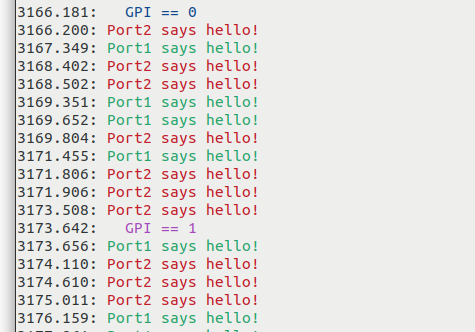 3166.181:   GPI == 0
3166.200: Port2 says hello!
3167.349: Port1 says hello!
3168.402: Port2 says hello!
3168.502: Port2 says hello!
3169.351: Port1 says hello!
3169.652: Port1 says hello!
3169.804: Port2 says hello!
3171.455: Port1 says hello!
3171.806: Port2 says hello!
3171.906: Port2 says hello!
3173.508: Port2 says hello!
3173.642:   GPI == 1
3173.656: Port1 says hello!
3174.110: Port2 says hello!
3174.610: Port2 says hello!
3175.011: Port2 says hello!
3176.159: Port1 says hello!